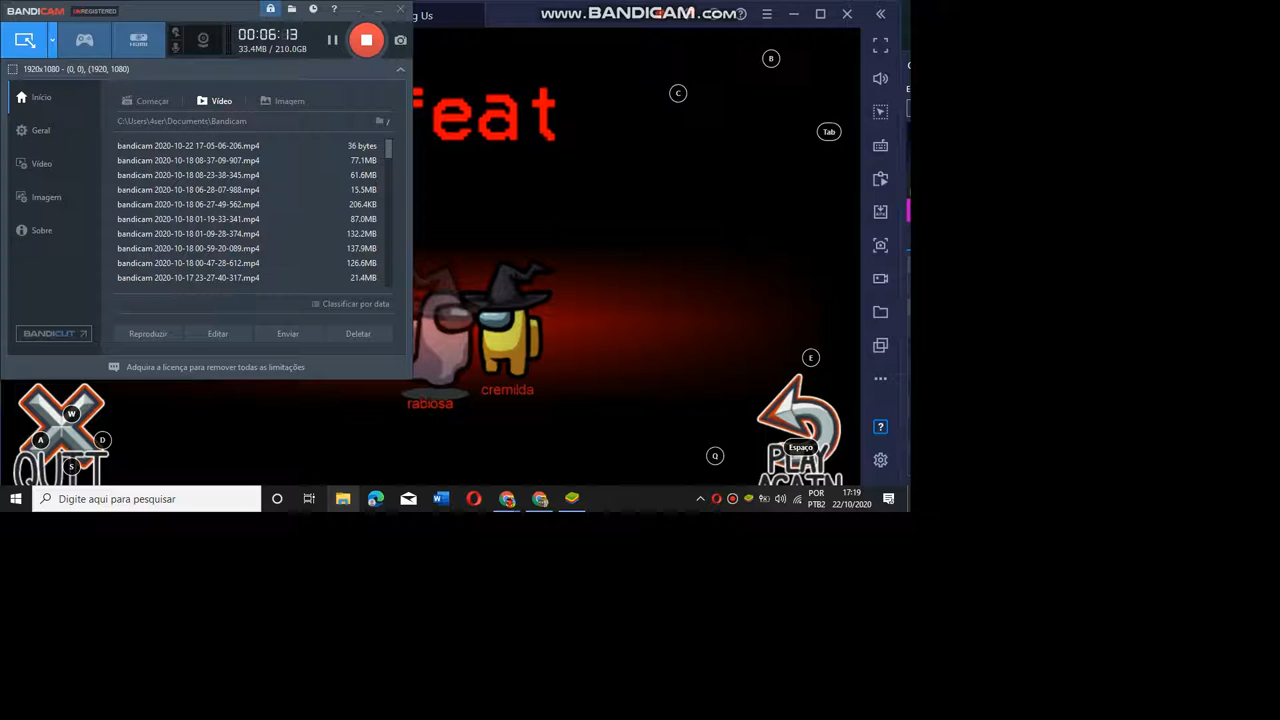 BANDICAM UNREGISTERED
g Us
www.BANDICAM.com
00:06:13
33.4MB / 210.0GB
HDMI
1920x1080 - (0, 0), (1920, 1080)
Início
Geral
Vídeo
Imagem
Sobre
BANDICUT
Começar Vídeo Imagem
C:\Users\4ser\Documents\Bandicam
bandicam 2020-10-22 17-05-06-206.mp4 36 bytes
bandicam 2020-10-18 08-37-09-907.mp4 77.1MB
bandicam 2020-10-18 08-23-38-345.mp4 61.6MB
bandicam 2020-10-18 06-28-07-988.mp4 15.5MB
bandicam 2020-10-18 06-27-49-562.mp4 206.4KB
bandicam 2020-10-18 01-19-33-341.mp4 87.0MB
bandicam 2020-10-18 01-09-28-374.mp4 132.2MB
bandicam 2020-10-18 00-59-20-089.mp4 137.9MB
bandicam 2020-10-18 00-47-28-612.mp4 126.6MB
bandicam 2020-10-17 23-27-40-317.mp4 21.4MB
Classificar por data
Reproduzir Editar Enviar Deletar
Adquira a licença para remover todas as limitações
feat
B
C
Tab
E
rabiosa
cremilda
W
A D
S
QUIT
Q
Espaço
PLAY
AGAIN
Digite aqui para pesquisar
POR
PTB2
17:19
22/10/2020